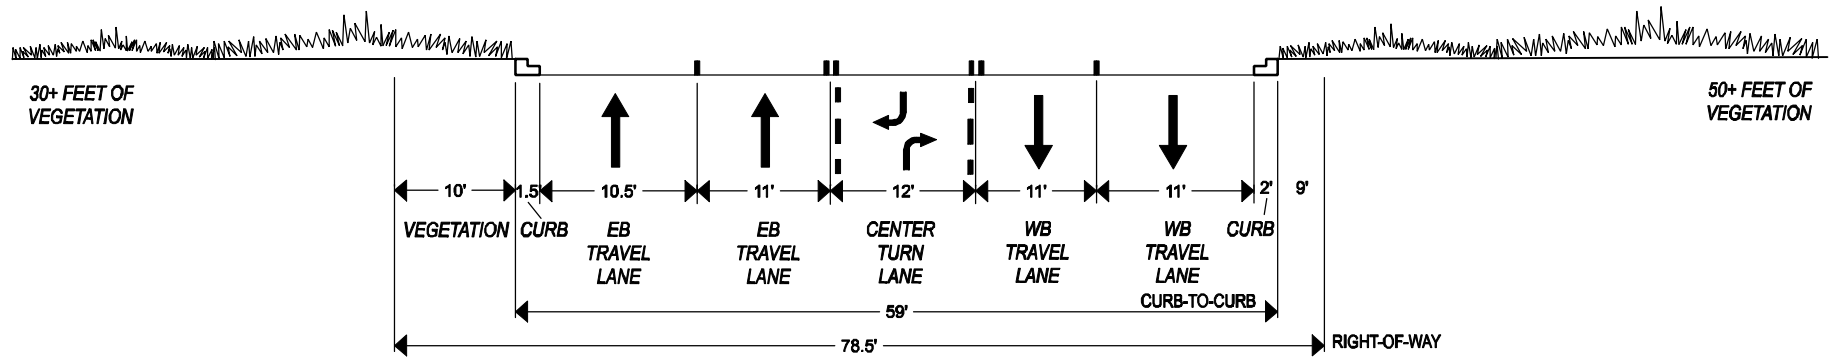 30+ FEET OF
VEGETATION
50+ FEET OF
VEGETATION
10' 1.5' 10.5' 11' 12' 11' 11' 2' 9'
VEGETATION CURB EB TRAVEL LANE EB TRAVEL LANE CENTER TURN LANE WB TRAVEL LANE WB TRAVEL LANE CURB
CURB-TO-CURB
59'
78.5' RIGHT-OF-WAY